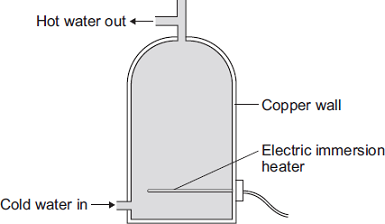 Hot water out
Copper wall
Electric immersion
heater
Cold water in